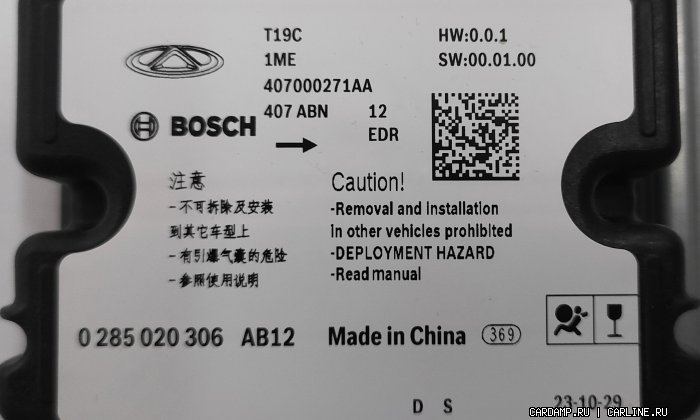 T19C
HW:0.0.1
1ME
SW:00.01.00
407000271AA
407 ABN 12
EDR
BOSCH
注意
-不可拆除及安装
到其它车型上
-有引爆气囊的危险
-参照使用说明
Caution!
-Removal and installation
in other vehicles prohibited
-DEPLOYMENT HAZARD
-Read manual
0 285 020 306 AB12
Made in China
369
D S
23-10-29
CARDAMP.RU | CARLINE.RU